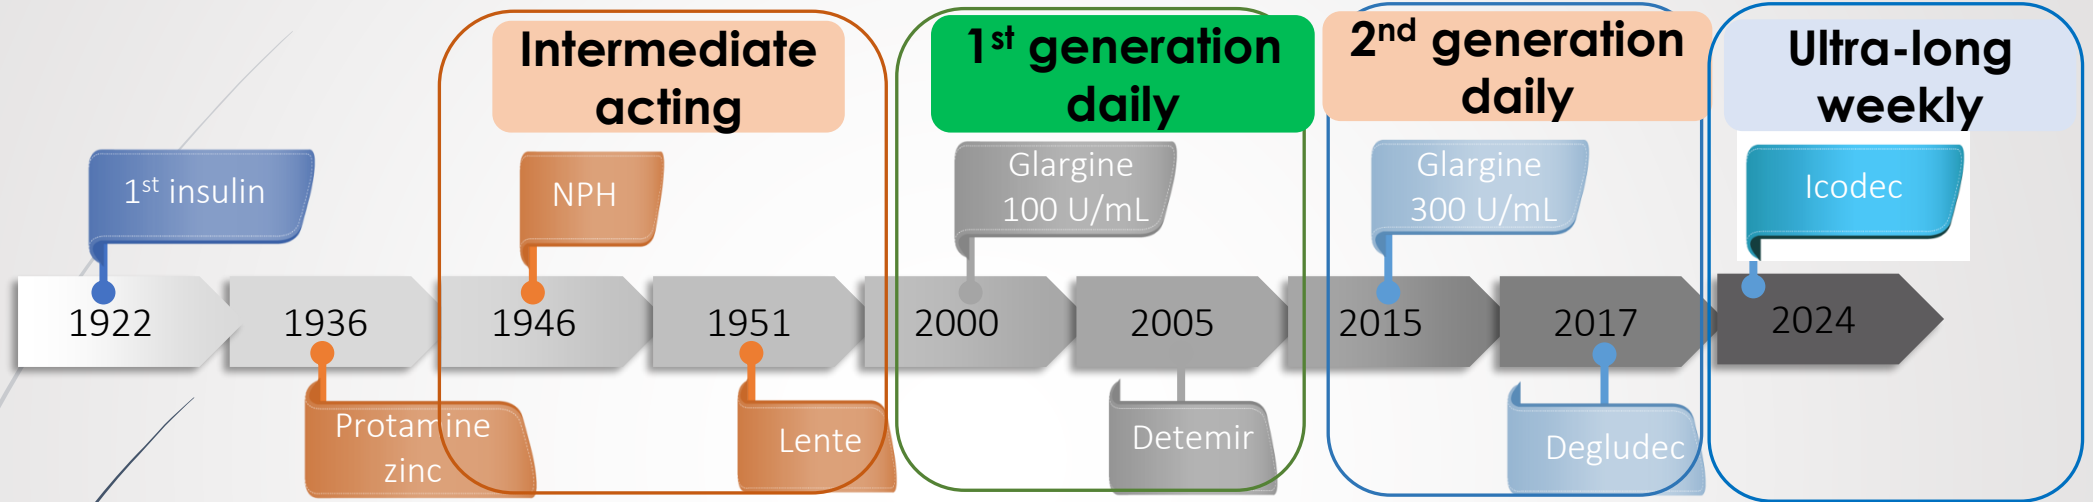 Intermediate
acting
1st generation
daily
2nd generation
daily
Ultra-long
weekly
1st insulin
NPH
Glargine
100 U/mL
Glargine
300 U/mL
Icodec
1922
1936
1946
1951
2000
2005
2015
2017
2024
Protamine
zinc
Lente
Detemir
Degludec